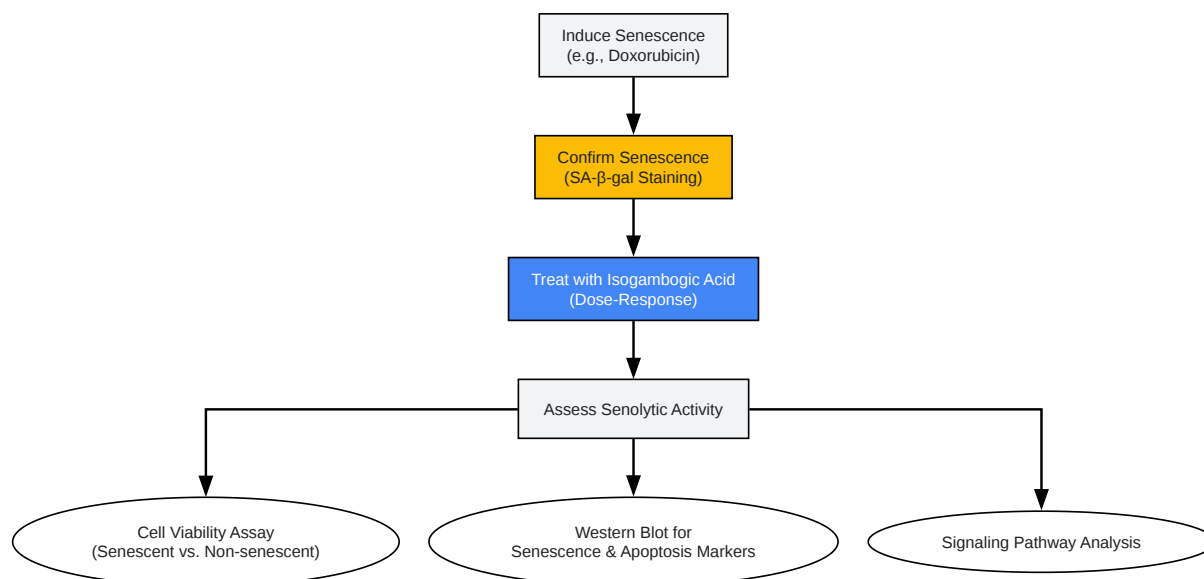 Induce Senescence
(e.g., Doxorubicin)
Confirm Senescence
(SA-β-gal Staining)
Treat with Isogambogic Acid
(Dose-Response)
Assess Senolytic Activity
Cell Viability Assay
(Senescent vs. Non-senescent)
Western Blot for
Senescence & Apoptosis Markers
Signaling Pathway Analysis